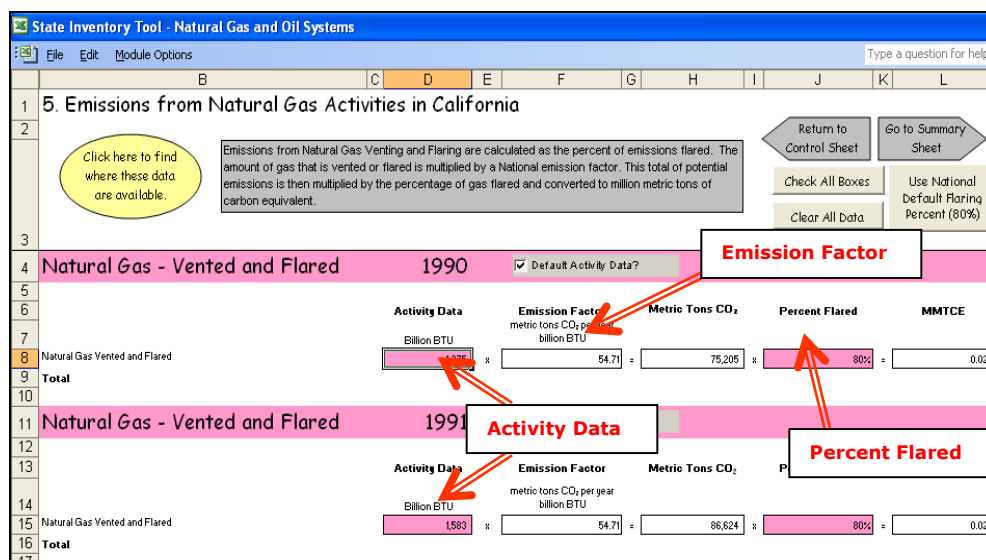 State Inventory Tool - Natural Gas and Oil Systems
File Edit Module Options
Type a question for help
B C D E F G H I J K L
1 5. Emissions from Natural Gas Activities in California
2
Return to
Control Sheet
Go to Summary
Sheet
Click here to find
where these data
are available.
Emissions from Natural Gas Venting and Flaring are calculated as the percent of emissions flared. The
amount of gas that is vented or flared is multiplied by a National emission factor. This total of potential
emissions is then multiplied by the percentage of gas flared and converted to million metric tons of
carbon equivalent.
Check All Boxes
Clear All Data
Use National
Default Flaring
Percent (80%)
3
Emission Factor
4 Natural Gas - Vented and Flared 1990 Default Activity Data?
5
6 Activity Data Emission Factor Metric Tons CO₂ Percent Flared MMTCE
metric tons CO₂ per year
7 Billion BTU billion BTU
8 Natural Gas Vented and Flared x 54.71 = 75,205 x 80% = 0.02
9 Total
10
11 Natural Gas - Vented and Flared 1991
Activity Data
Percent Flared
12
13 Activity Data Emission Factor Metric Tons CO₂
metric tons CO₂ per year
14 Billion BTU billion BTU
15 Natural Gas Vented and Flared 1,583 x 54.71 = 86,624 x 80% = 0.02
16 Total
17